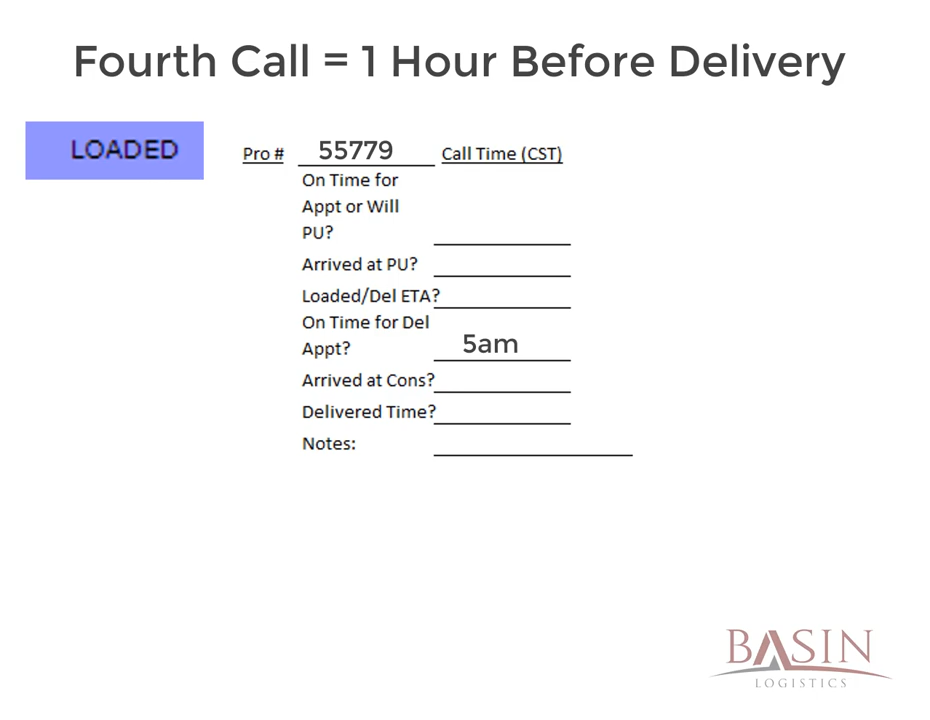 Fourth Call = 1 Hour Before Delivery
LOADED
Pro # 55779 Call Time (CST)
On Time for
Appt or Will
PU?
Arrived at PU?
Loaded/Del ETA?
On Time for Del
Appt? 5am
Arrived at Cons?
Delivered Time?
Notes:
BASIN
LOGISTICS